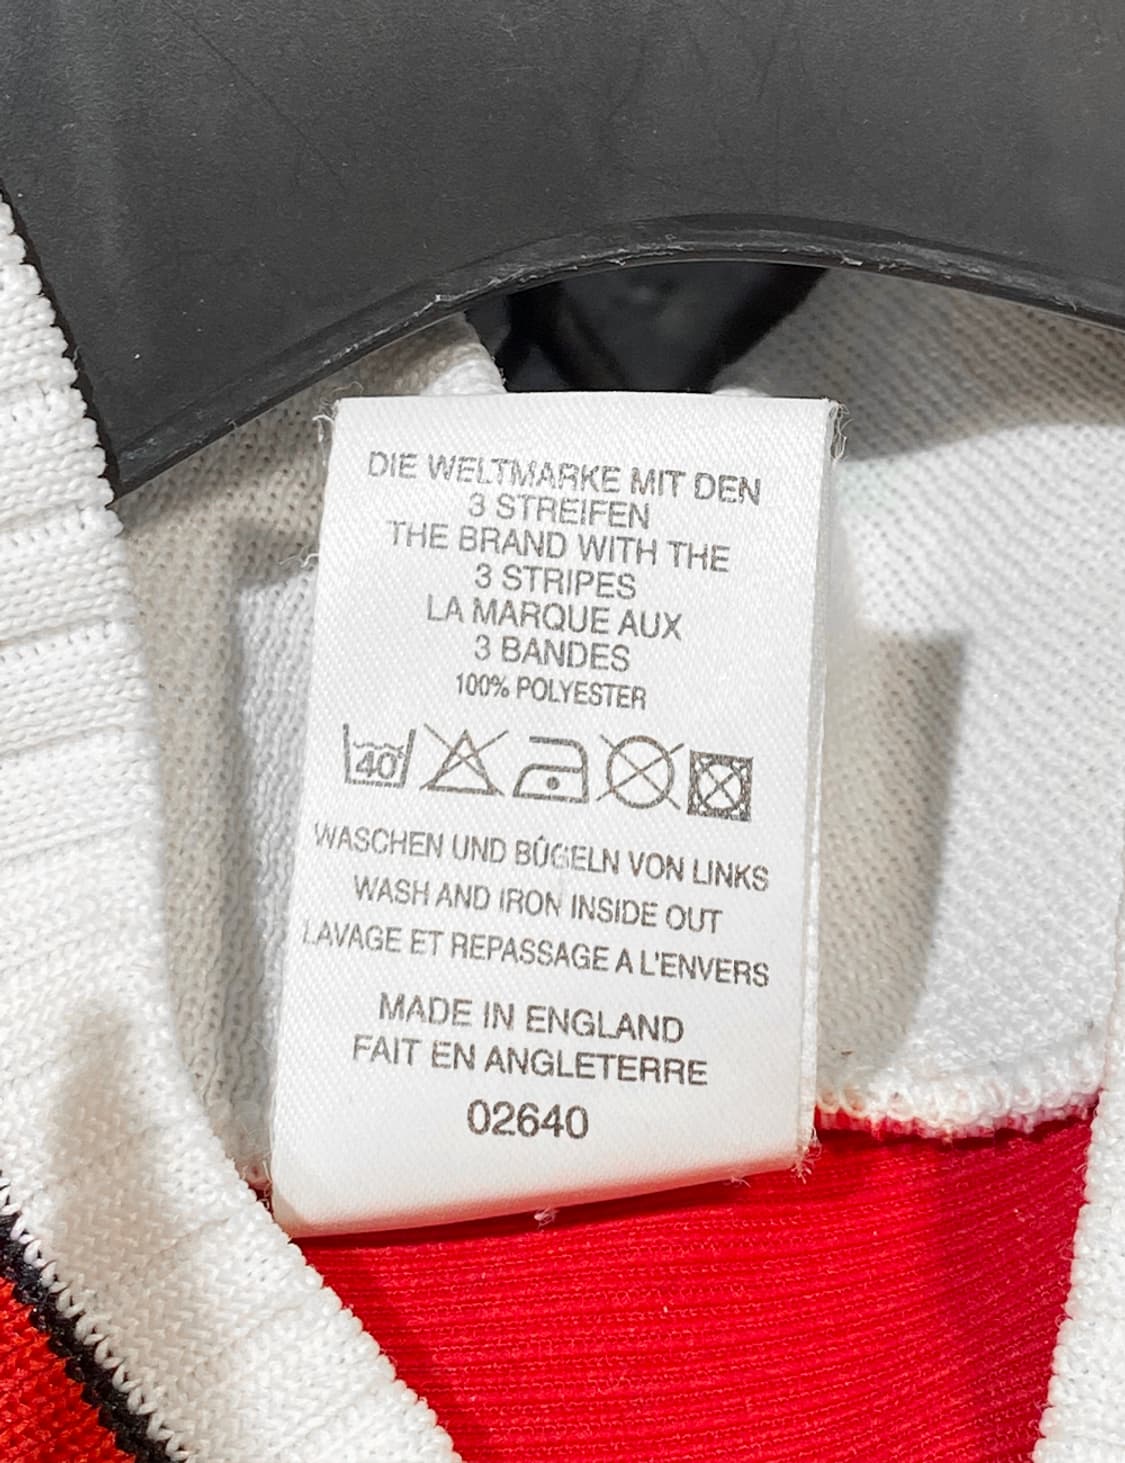 DIE WELTMARKE MIT DEN
3 STREIFEN
THE BRAND WITH THE
3 STRIPES
LA MARQUE AUX
3 BANDES
100% POLYESTER
40
WASCHEN UND BÛGELN VON LINKS
WASH AND IRON INSIDE OUT
LAVAGE ET REPASSAGE A L'ENVERS
MADE IN ENGLAND
FAIT EN ANGLETERRE
02640